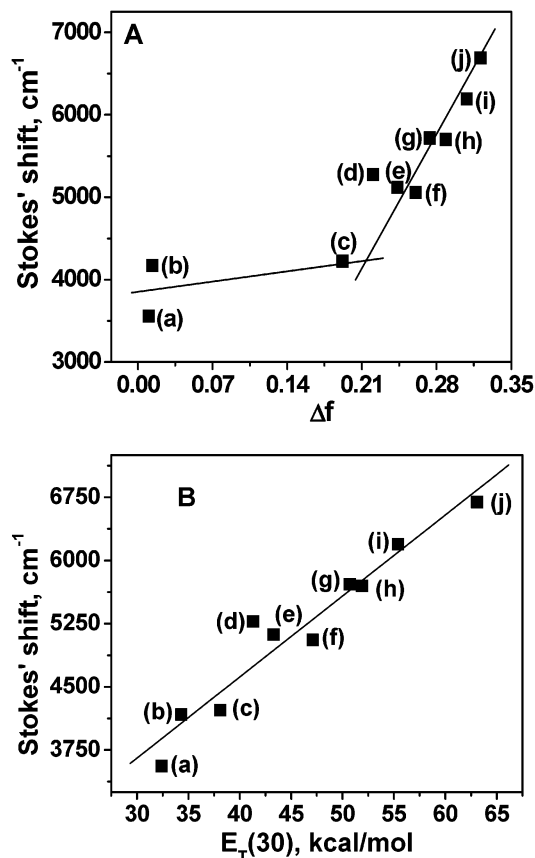 A
7000
6000
5000
4000
3000
Stokes' shift, cm⁻¹
(a)
(b)
(c)
(d)
(e)
(f)
(g)
(h)
(i)
(j)
0.00 0.07 0.14 0.21 0.28 0.35
Δf
B
6750
6000
5250
4500
3750
Stokes' shift, cm⁻¹
(a)
(b)
(c)
(d)
(e)
(f)
(g)
(h)
(i)
(j)
30 35 40 45 50 55 60 65
E_T(30), kcal/mol